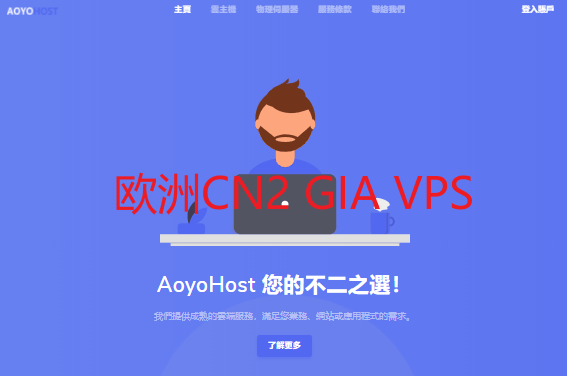 AOYOHOST
主頁 雲主機 物理伺服器 服務條款 聯絡我們 登入賬戶
欧洲CN2 GIA VPS
AoyoHost 您的不二之選!
我們提供成熟的雲端服務，滿足您業務、網站或應用程式的需求。
了解更多